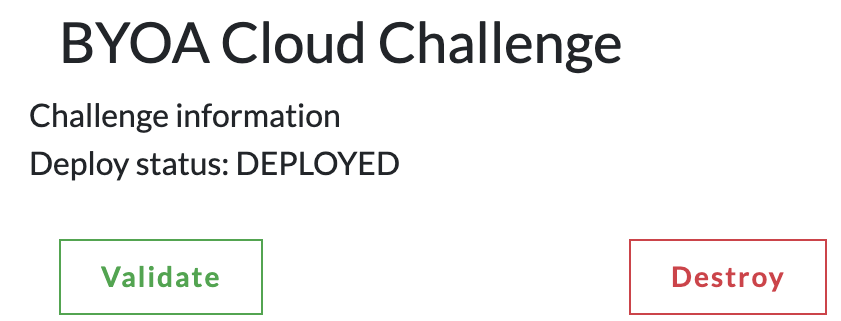 BYOA Cloud Challenge
Challenge information
Deploy status: DEPLOYED
Validate
Destroy